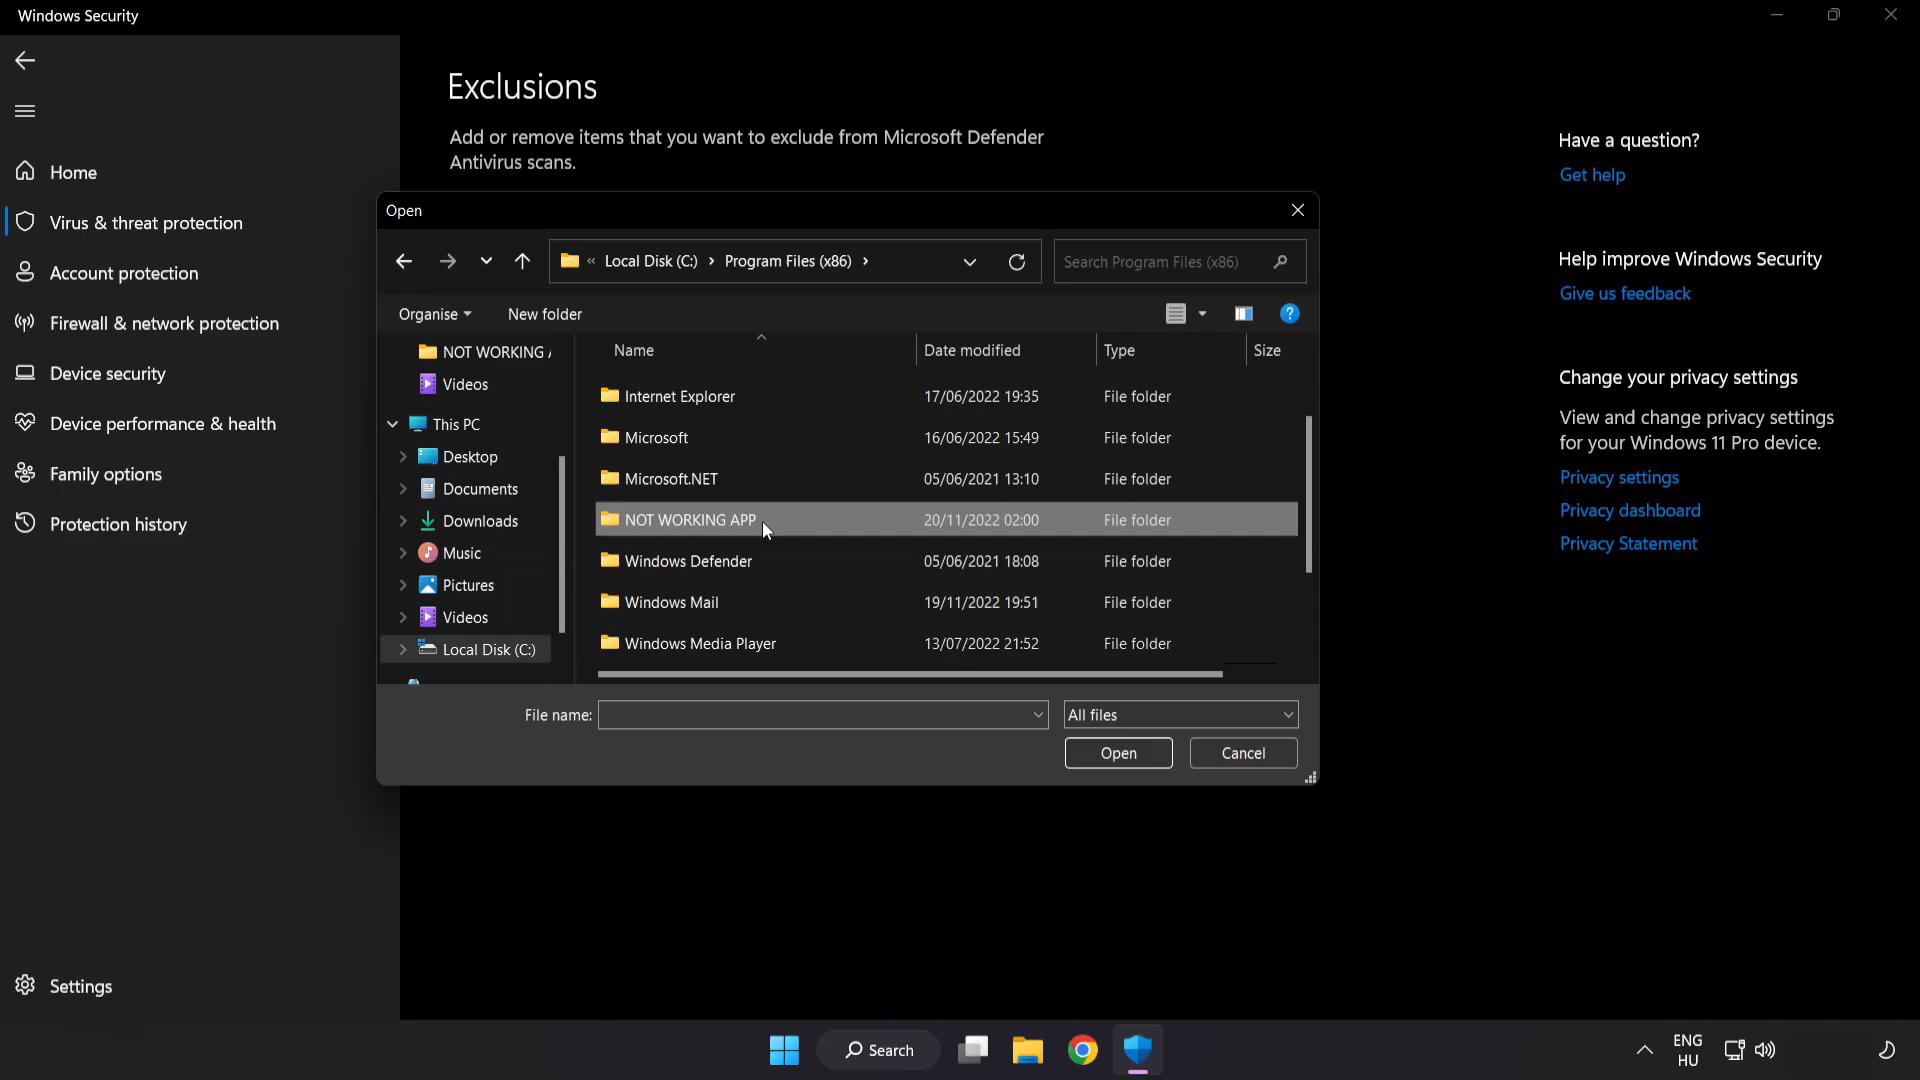 Windows Security
Exclusions
Add or remove items that you want to exclude from Microsoft Defender
Antivirus scans.
Home
Virus & threat protection
Account protection
Firewall & network protection
Device security
Device performance & health
Family options
Protection history
Settings
Open
« Local Disk (C:) › Program Files (x86) ›
Search Program Files (x86)
Organise
New folder
NOT WORKING A
Videos
This PC
Desktop
Documents
Downloads
Music
Pictures
Videos
Local Disk (C:)
Name Date modified Type Size
Internet Explorer 17/06/2022 19:35 File folder
Microsoft 16/06/2022 15:49 File folder
Microsoft.NET 05/06/2021 13:10 File folder
NOT WORKING APP 20/11/2022 02:00 File folder
Windows Defender 05/06/2021 18:08 File folder
Windows Mail 19/11/2022 19:51 File folder
Windows Media Player 13/07/2022 21:52 File folder
File name:
All files
Open
Cancel
Have a question?
Get help
Help improve Windows Security
Give us feedback
Change your privacy settings
View and change privacy settings
for your Windows 11 Pro device.
Privacy settings
Privacy dashboard
Privacy Statement
Search
ENG
HU